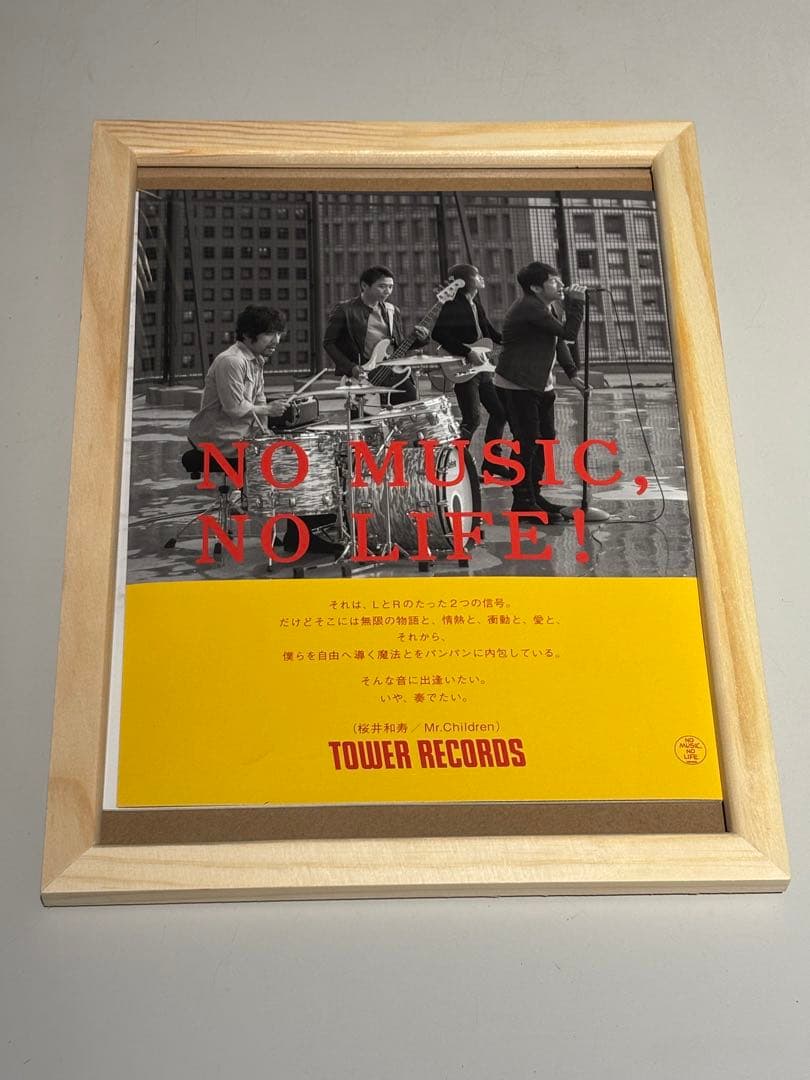 NO MUSIC,
NO LIFE!
それは、LとRのたった2つの信号。
だけどそこには無限の物語と、情熱と、衝動と、愛と、
それから、
僕らを自由へ導く魔法とをパンパンに内包している。
そんな音に出逢いたい。
いや、奏でたい。
(桜井和寿/Mr.Children)
TOWER RECORDS
NO
MUSIC,
NO
LIFE